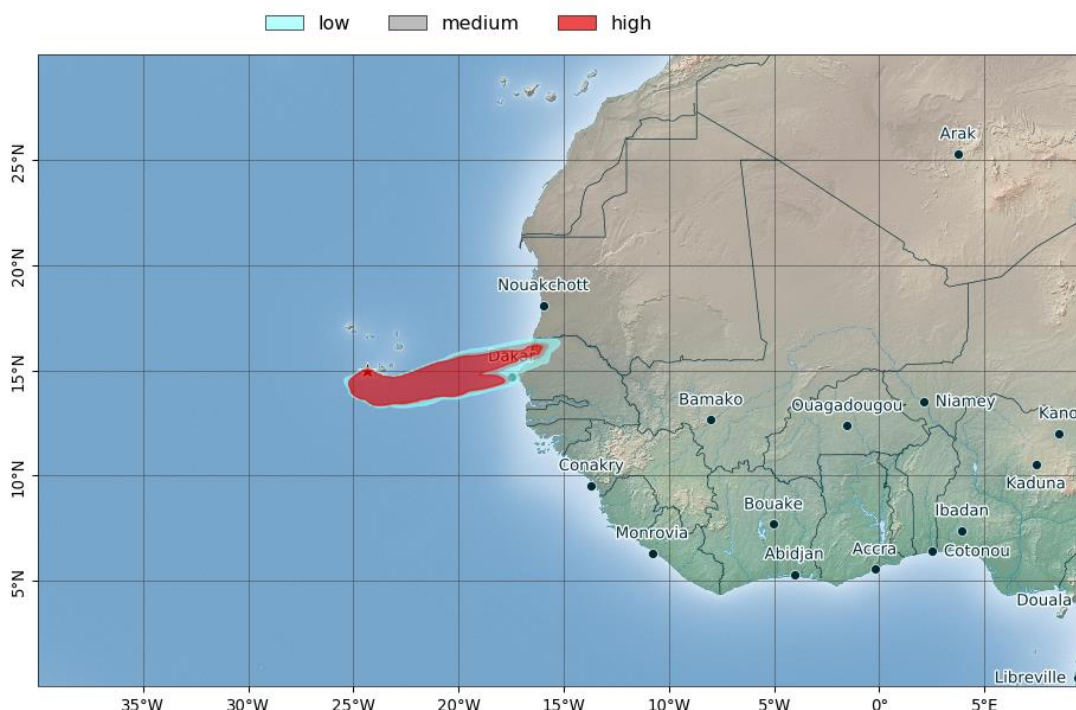 low medium high
Arak
25°N
20°N
Nouakchott
Dakar
15°N
Bamako
Ouagadougou
Niamey
Kano
10°N
Conakry
Kaduna
Bouake
Ibadan
Monrovia
Abidjan
Accra
Cotonou
5°N
Douala
Libreville
35°W 30°W 25°W 20°W 15°W 10°W 5°W 0° 5°E